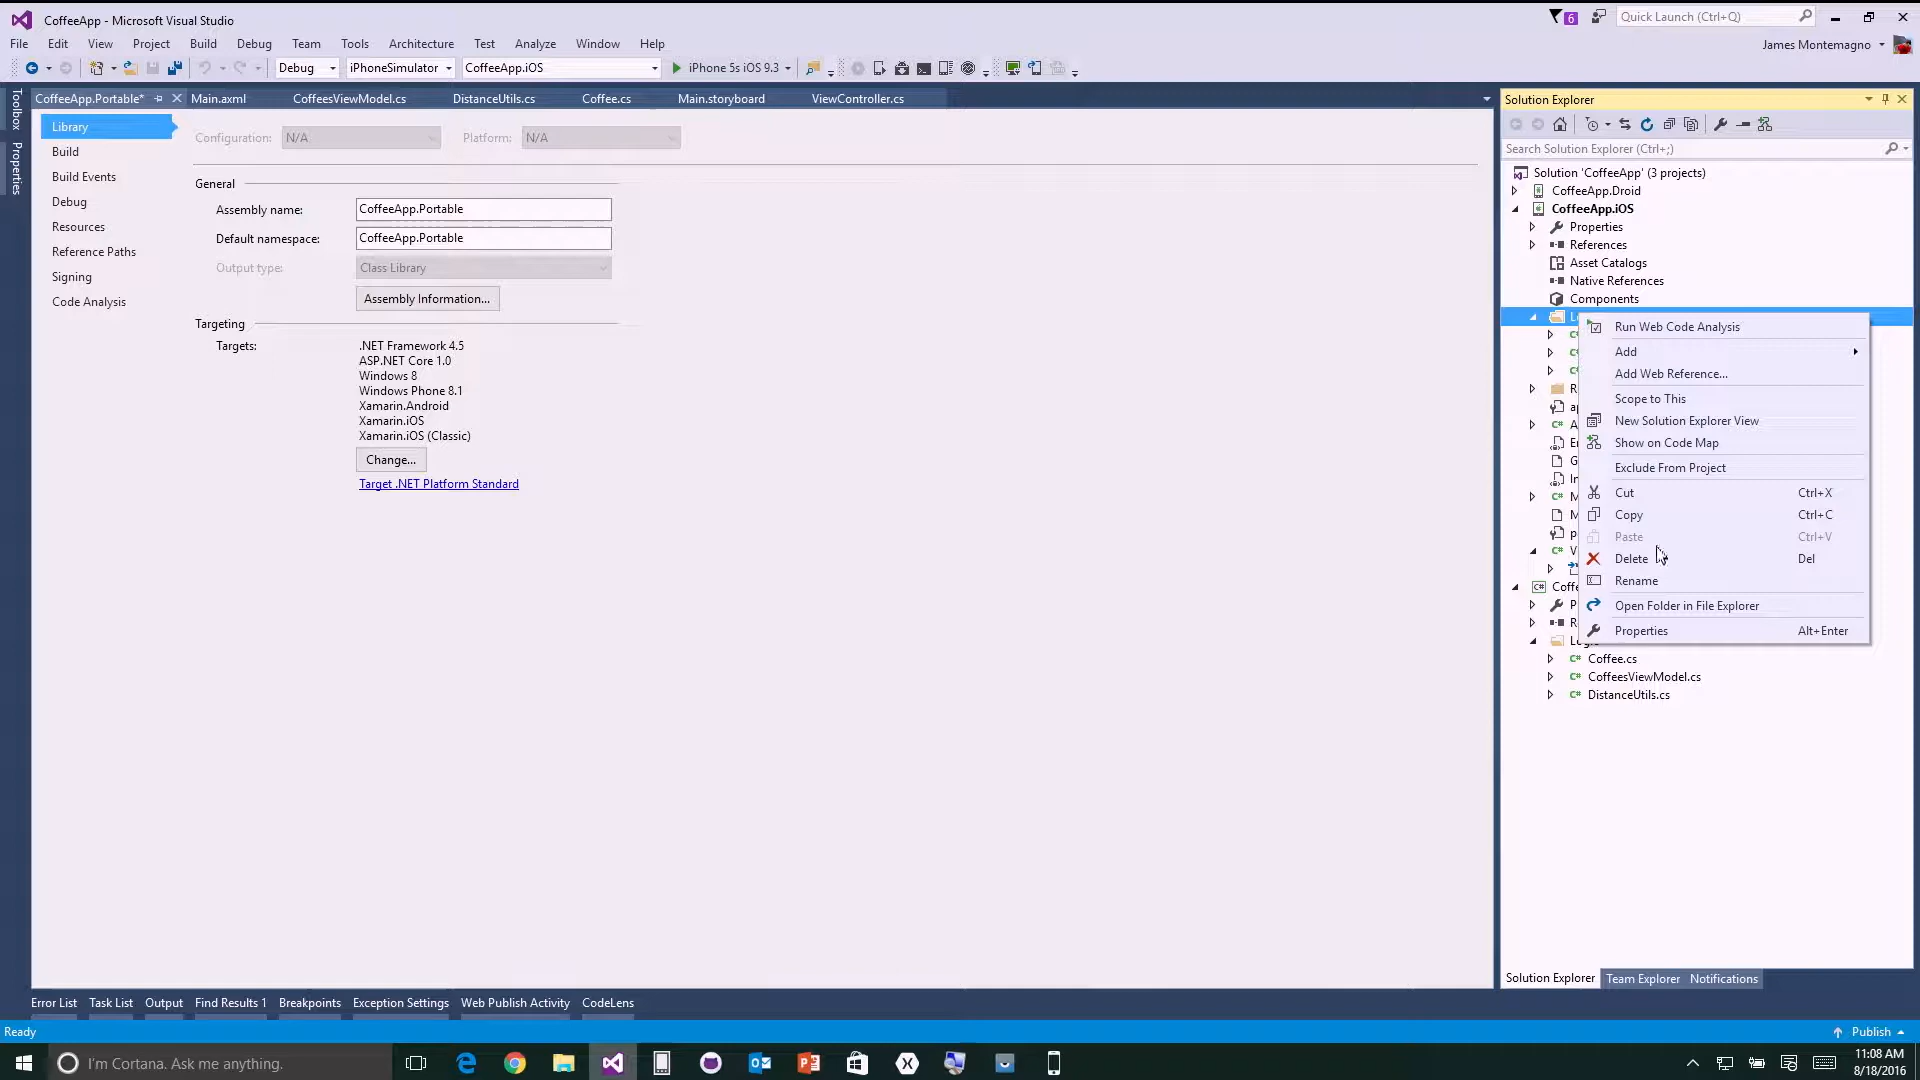 CoffeeApp - Microsoft Visual Studio
6
Quick Launch (Ctrl+Q)
File Edit View Project Build Debug Team Tools Architecture Test Analyze Window Help
James Montemagno
Debug iPhoneSimulator CoffeeApp.iOS iPhone 5s iOS 9.3
CoffeeApp.Portable* Main.axml CoffeesViewModel.cs DistanceUtils.cs Coffee.cs Main.storyboard ViewController.cs
Toolbox
Properties
Library
Build
Build Events
Debug
Resources
Reference Paths
Signing
Code Analysis
Configuration: N/A Platform: N/A
General
Assembly name: CoffeeApp.Portable
Default namespace: CoffeeApp.Portable
Output type: Class Library
Assembly Information...
Targeting
Targets: .NET Framework 4.5
ASP.NET Core 1.0
Windows 8
Windows Phone 8.1
Xamarin.Android
Xamarin.iOS
Xamarin.iOS (Classic)
Change...
Target .NET Platform Standard
Solution Explorer
Search Solution Explorer (Ctrl+;)
Solution 'CoffeeApp' (3 projects)
CoffeeApp.Droid
CoffeeApp.iOS
Properties
References
Asset Catalogs
Native References
Components
Run Web Code Analysis
Add
Add Web Reference...
Scope to This
New Solution Explorer View
Show on Code Map
Exclude From Project
Cut Ctrl+X
Copy Ctrl+C
Paste Ctrl+V
Delete Del
Rename
Open Folder in File Explorer
Properties Alt+Enter
Coffee.cs
CoffeesViewModel.cs
DistanceUtils.cs
Solution Explorer Team Explorer Notifications
Error List Task List Output Find Results 1 Breakpoints Exception Settings Web Publish Activity CodeLens
Ready
Publish
I'm Cortana. Ask me anything.
11:08 AM
8/18/2016